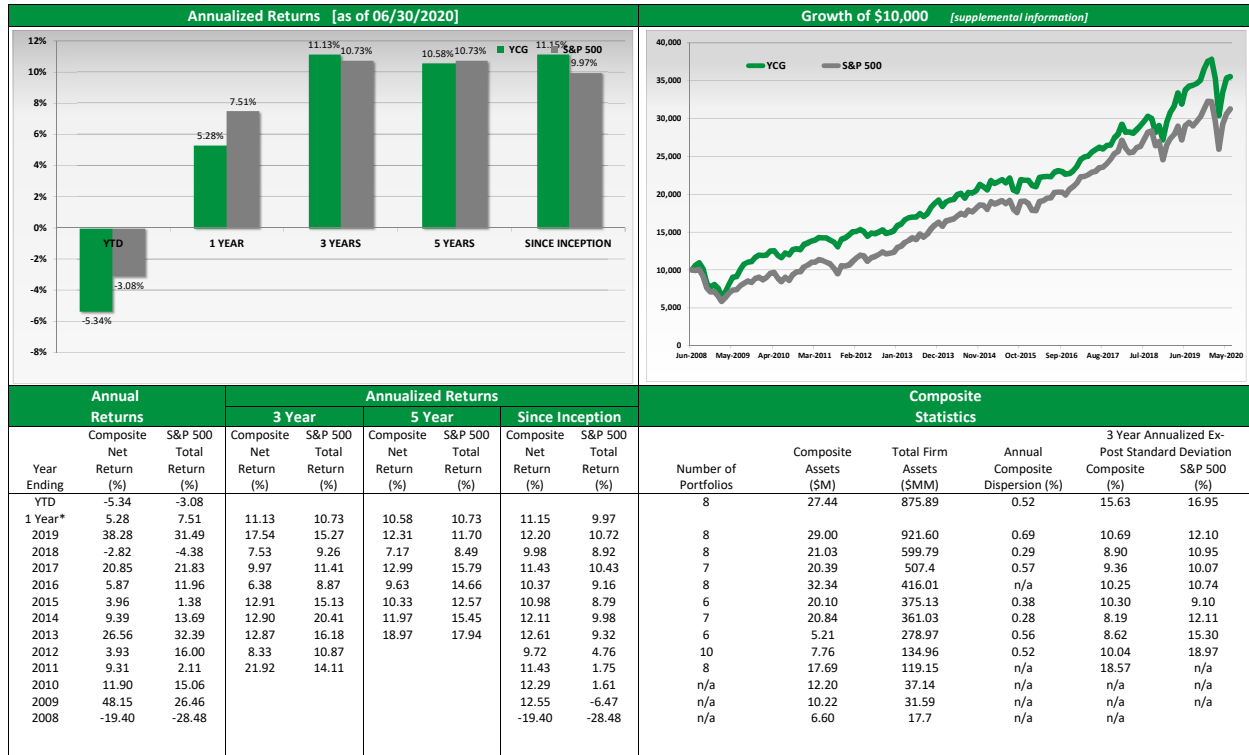 Annualized Returns [as of 06/30/2020]
12%
10%
8%
6%
4%
2%
0%
-2%
-4%
-6%
-8%
YCG
S&P 500
-5.34%
-3.08%
5.28%
7.51%
11.13%
10.73%
10.58%
10.73%
11.15%
9.97%
YTD
1 YEAR
3 YEARS
5 YEARS
SINCE INCEPTION
Growth of $10,000 [supplemental information]
40,000
35,000
30,000
25,000
20,000
15,000
10,000
5,000
0
YCG
S&P 500
Jun-2008 May-2009 Apr-2010 Mar-2011 Feb-2012 Jan-2013 Dec-2013 Nov-2014 Oct-2015 Sep-2016 Aug-2017 Jul-2018 Jun-2019 May-2020
Annual Annualized Returns Composite
Returns 3 Year 5 Year Since Inception Statistics
Composite S&P 500 Composite S&P 500 Composite S&P 500 Composite S&P 500 3 Year Annualized Ex-
Net Total Net Total Net Total Net Total Composite Total Firm Annual Post Standard Deviation
Year Return Return Return Return Return Return Return Return Number of Assets Assets Composite Composite S&P 500
Ending (%) (%) (%) (%) (%) (%) (%) (%) Portfolios ($M) ($MM) Dispersion (%) (%) (%)
YTD -5.34 -3.08 8 27.44 875.89 0.52 15.63 16.95
1 Year* 5.28 7.51 11.13 10.73 10.58 10.73 11.15 9.97
2019 38.28 31.49 17.54 15.27 12.31 11.70 12.20 10.72 8 29.00 921.60 0.69 10.69 12.10
2018 -2.82 -4.38 7.53 9.26 7.17 8.49 9.98 8.92 8 21.03 599.79 0.29 8.90 10.95
2017 20.85 21.83 9.97 11.41 12.99 15.79 11.43 10.43 7 20.39 507.4 0.57 9.36 10.07
2016 5.87 11.96 6.38 8.87 9.63 14.66 10.37 9.16 8 32.34 416.01 n/a 10.25 10.74
2015 3.96 1.38 12.91 15.13 10.33 12.57 10.98 8.79 6 20.10 375.13 0.38 10.30 9.10
2014 9.39 13.69 12.90 20.41 11.97 15.45 12.11 9.98 7 20.84 361.03 0.28 8.19 12.11
2013 26.56 32.39 12.87 16.18 18.97 17.94 12.61 9.32 6 5.21 278.97 0.56 8.62 15.30
2012 3.93 16.00 8.33 10.87 9.72 4.76 10 7.76 134.96 0.52 10.04 18.97
2011 9.31 2.11 21.92 14.11 11.43 1.75 8 17.69 119.15 n/a 18.57 n/a
2010 11.90 15.06 12.29 1.61 n/a 12.20 37.14 n/a n/a n/a
2009 48.15 26.46 12.55 -6.47 n/a 10.22 31.59 n/a n/a n/a
2008 -19.40 -28.48 -19.40 -28.48 n/a 6.60 17.7 n/a n/a